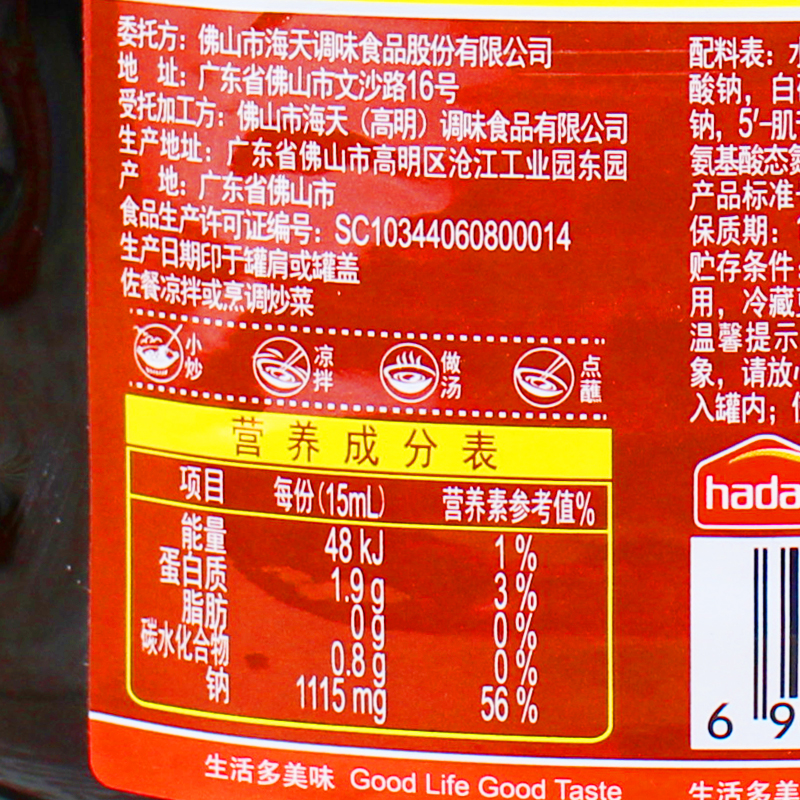 委托方：佛山市海天调味食品股份有限公司
地 址：广东省佛山市文沙路16号
受托加工方：佛山市海天（高明）调味食品有限公司
生产地址：广东省佛山市高明区沧江工业园东园
产 地：广东省佛山市
食品生产许可证编号：SC10344060800014
生产日期印于罐肩或罐盖
佐餐凉拌或烹调炒菜
小炒 凉拌 做汤 点蘸
营养成分表
项目 每份(15mL) 营养素参考值%
能量 48 kJ 1 %
蛋白质 1.9 g 3 %
脂肪 0 g 0 %
碳水化合物 0.8 g 0 %
钠 1115 mg 56 %
生活多美味 Good Life Good Taste
配料表：水
酸钠，白
钠，5'-肌
氨基酸态氮
产品标准
保质期：
贮存条件
用，冷藏
温馨提示
象，请放
入罐内；
hada
6 9
生活多美